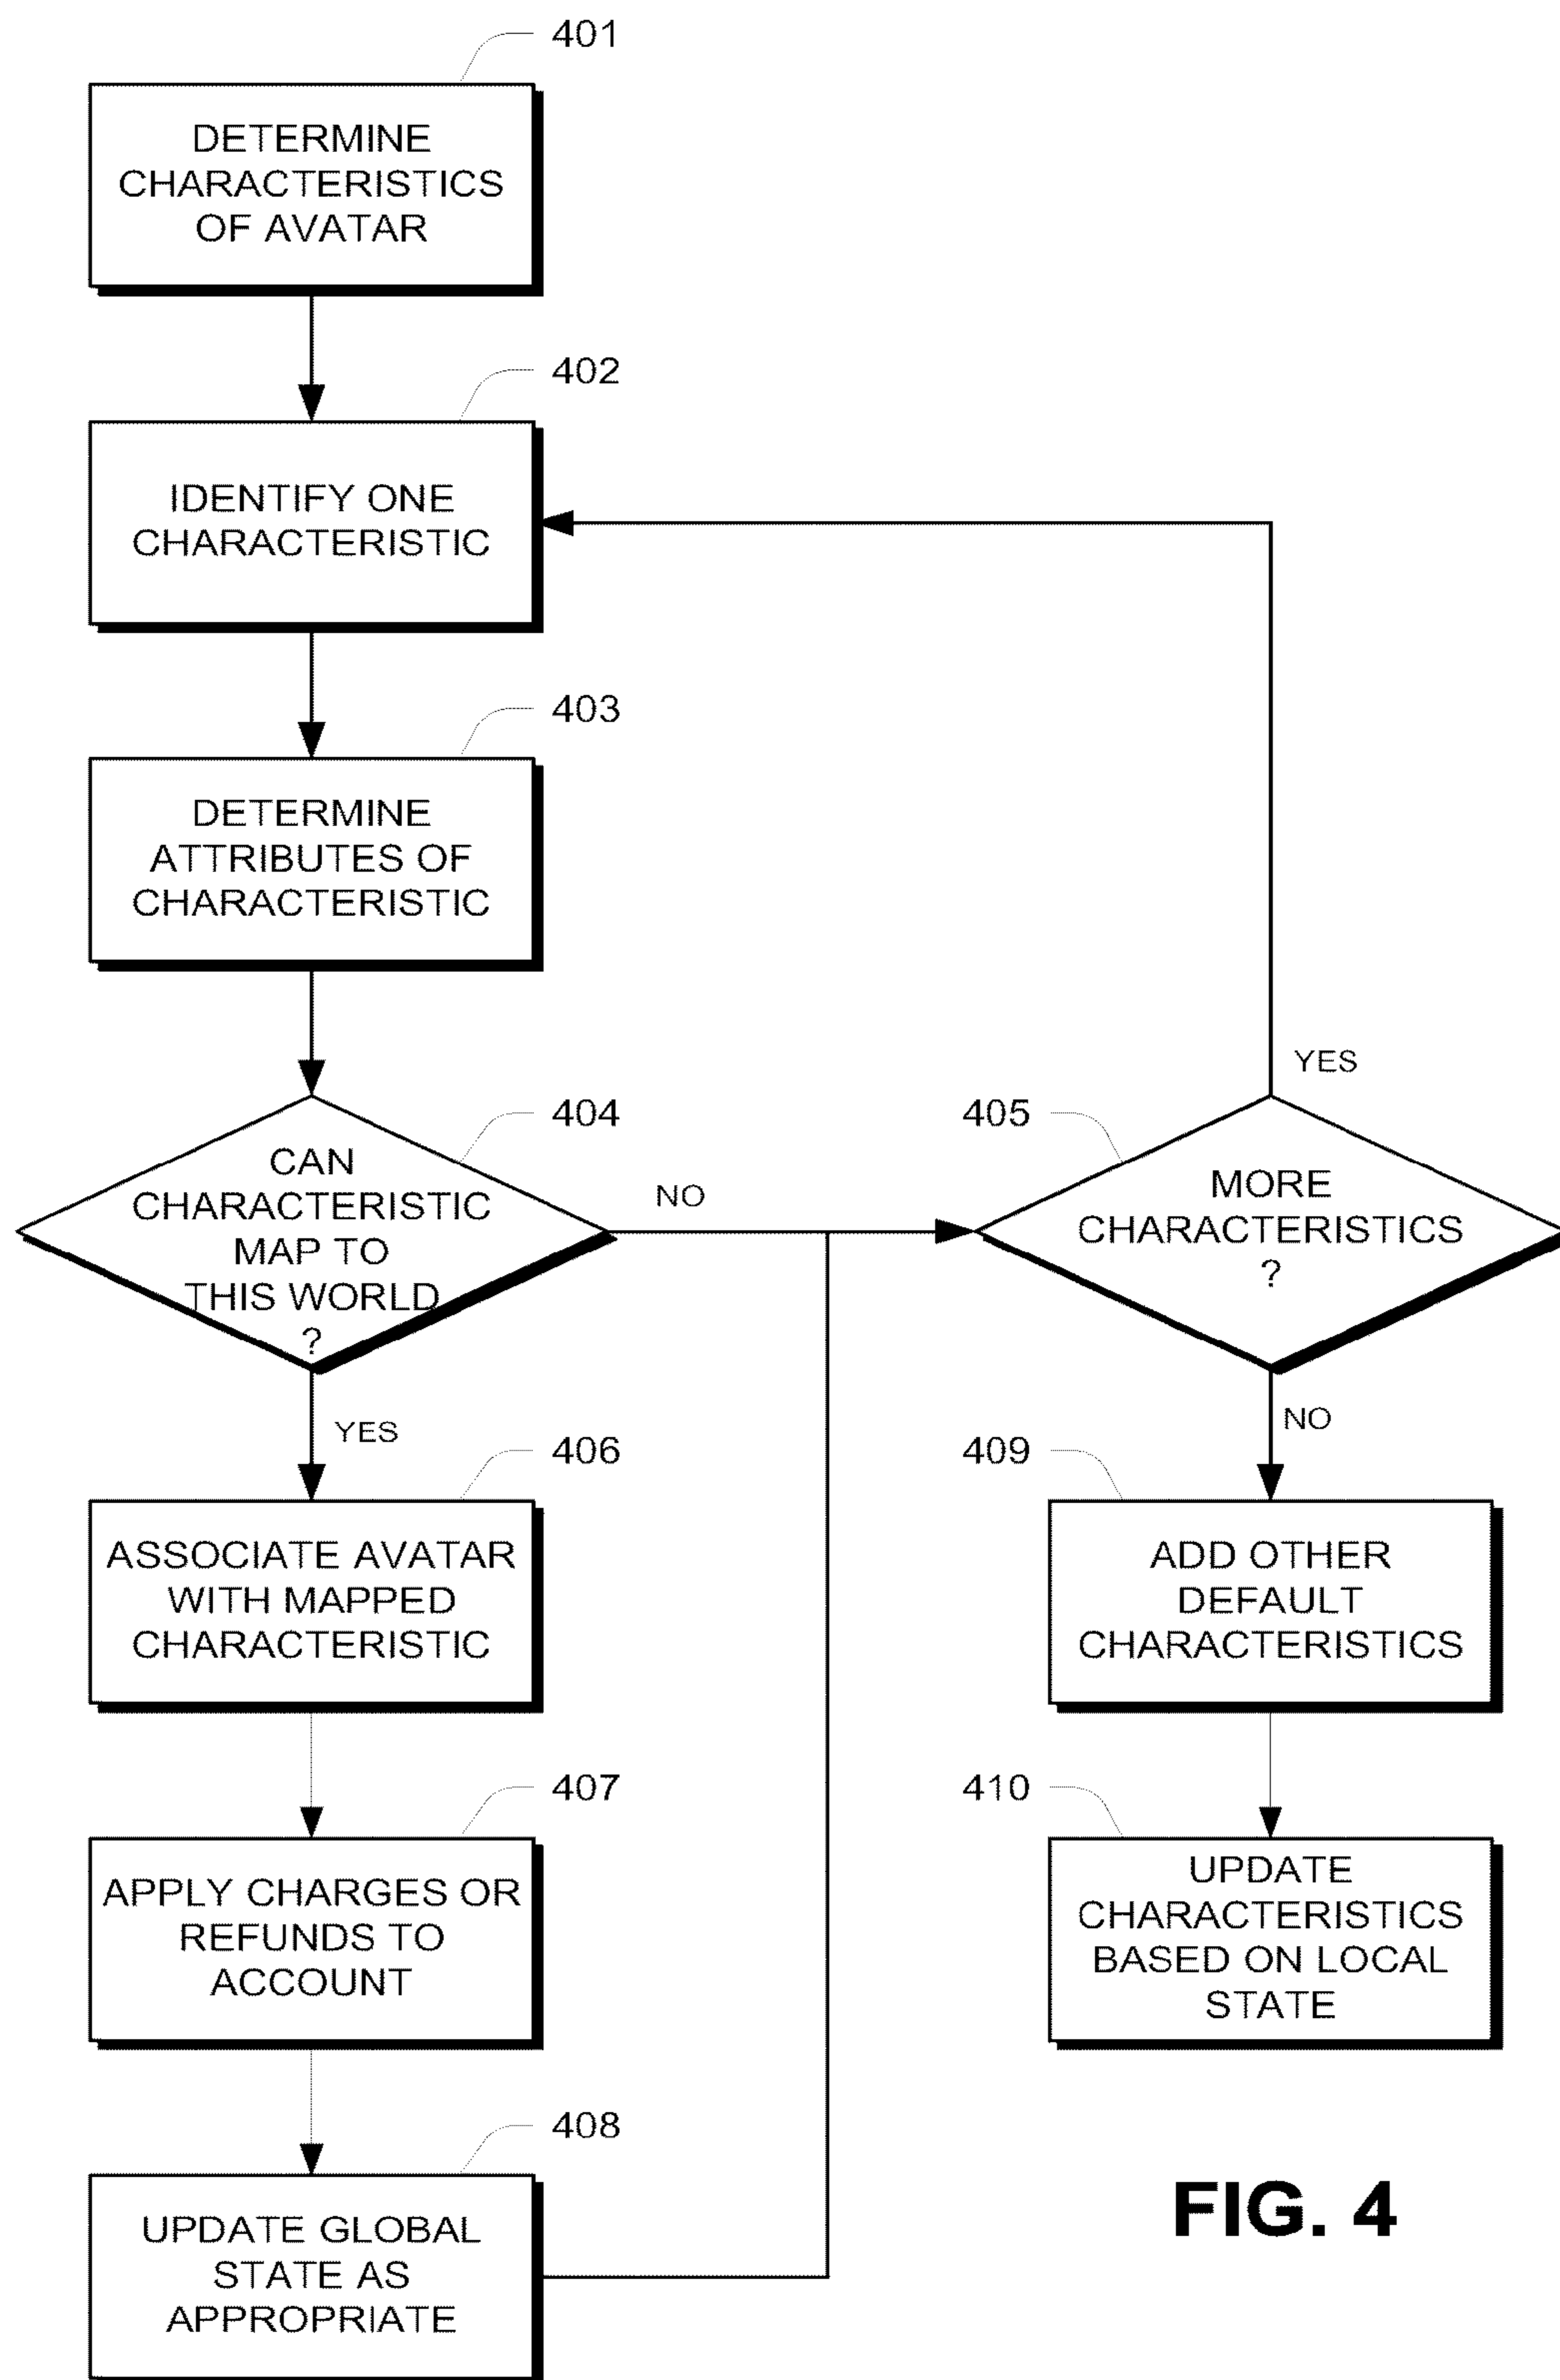 401
DETERMINE
CHARACTERISTICS
OF AVATAR
402
IDENTIFY ONE
CHARACTERISTIC
403
DETERMINE
ATTRIBUTES OF
CHARACTERISTIC
404
CAN
CHARACTERISTIC
MAP TO
THIS WORLD
?
NO
YES
405
MORE
CHARACTERISTICS
?
YES
NO
406
ASSOCIATE AVATAR
WITH MAPPED
CHARACTERISTIC
407
APPLY CHARGES OR
REFUNDS TO
ACCOUNT
408
UPDATE GLOBAL
STATE AS
APPROPRIATE
409
ADD OTHER
DEFAULT
CHARACTERISTICS
410
UPDATE
CHARACTERISTICS
BASED ON LOCAL
STATE
FIG. 4